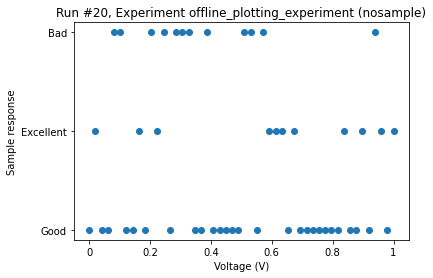 Run #20, Experiment offline_plotting_experiment (nosample)
Bad
Excellent
Good
Sample response
0
0.2
0.4
0.6
0.8
1
Voltage (V)